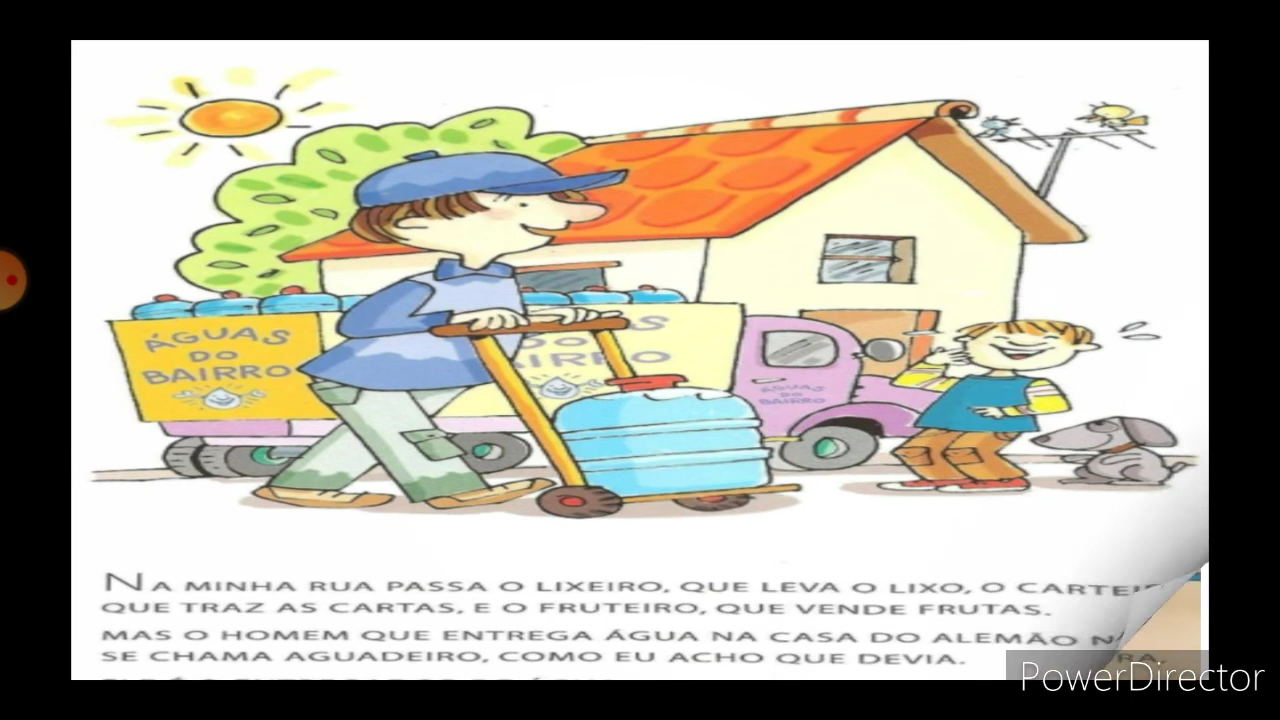 ÁGUAS
DO
BAIRRO
ÁGUAS
DO
BAIRRO
NA MINHA RUA PASSA O LIXEIRO, QUE LEVA O LIXO, O
QUE TRAZ AS CARTAS, E O FRUTEIRO, QUE VENDE FRUTAS.
MAS O HOMEM QUE ENTREGA ÁGUA NA CASA DO ALEMÃO
SE CHAMA AGUADEIRO, COMO EU ACHO QUE DEVIA.
PowerDirector